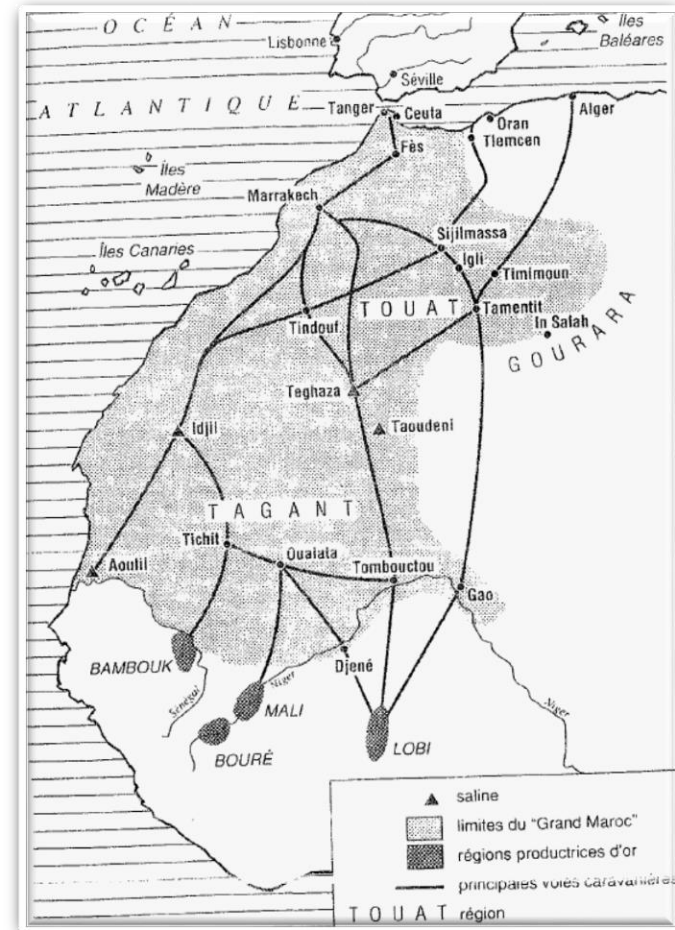 OCÉAN
Lisbonne
Îles
Baléares
Séville
ATLANTIQUE
Tanger
Ceuta
Oran
Alger
Tlemcen
Fès
Îles
Madère
Marrakech
Sijilmassa
Îles Canaries
Igli
Timimoun
TOUAT
Tamentit
Tindouf
In Salah
GOURARA
Teghaza
Idjil
Taoudeni
TAGANT
Tichit
Oualata
Aoulil
Tombouctou
Gao
BAMBOUK
Djené
Sénégal
Niger
MALI
Niger
BOURÉ
LOBI
saline
limites du "Grand Maroc"
régions productrices d'or
principales voies caravanières
TOUAT région